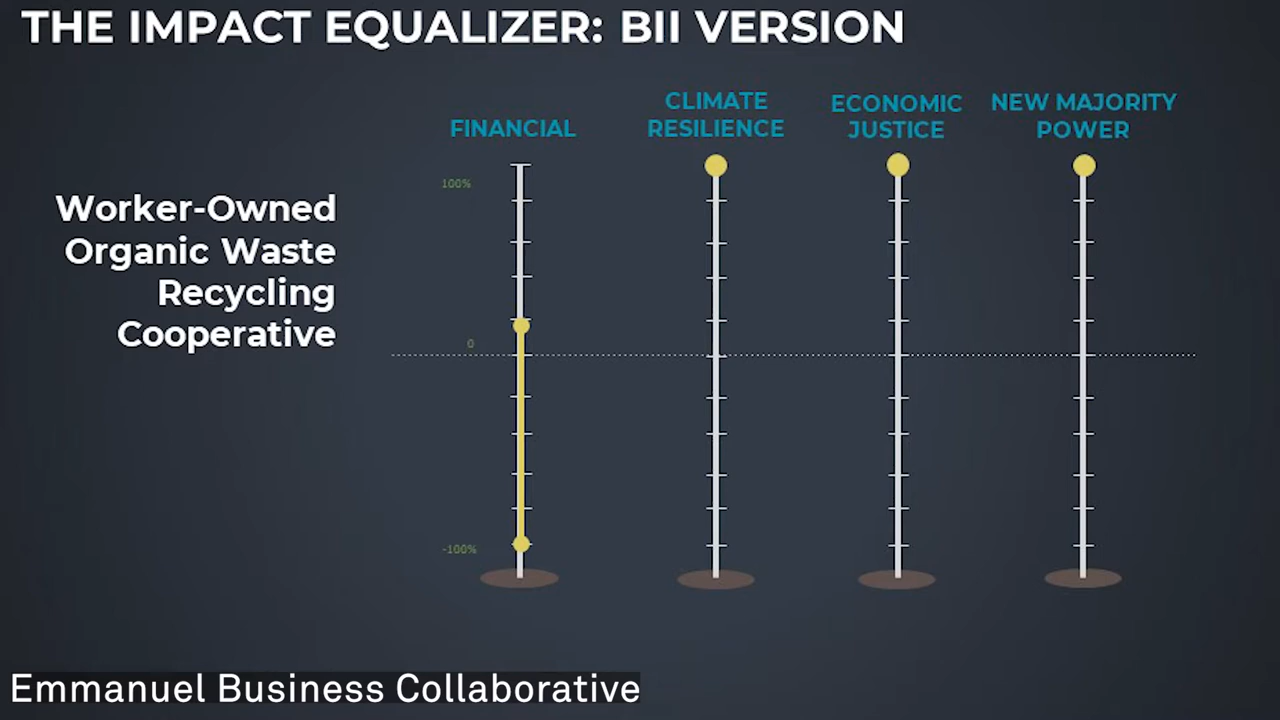 THE IMPACT EQUALIZER: BII VERSION
FINANCIAL
CLIMATE
RESILIENCE
ECONOMIC
JUSTICE
NEW MAJORITY
POWER
Worker-Owned
Organic Waste
Recycling
Cooperative
100%
0
-100%
Emmanuel Business Collaborative